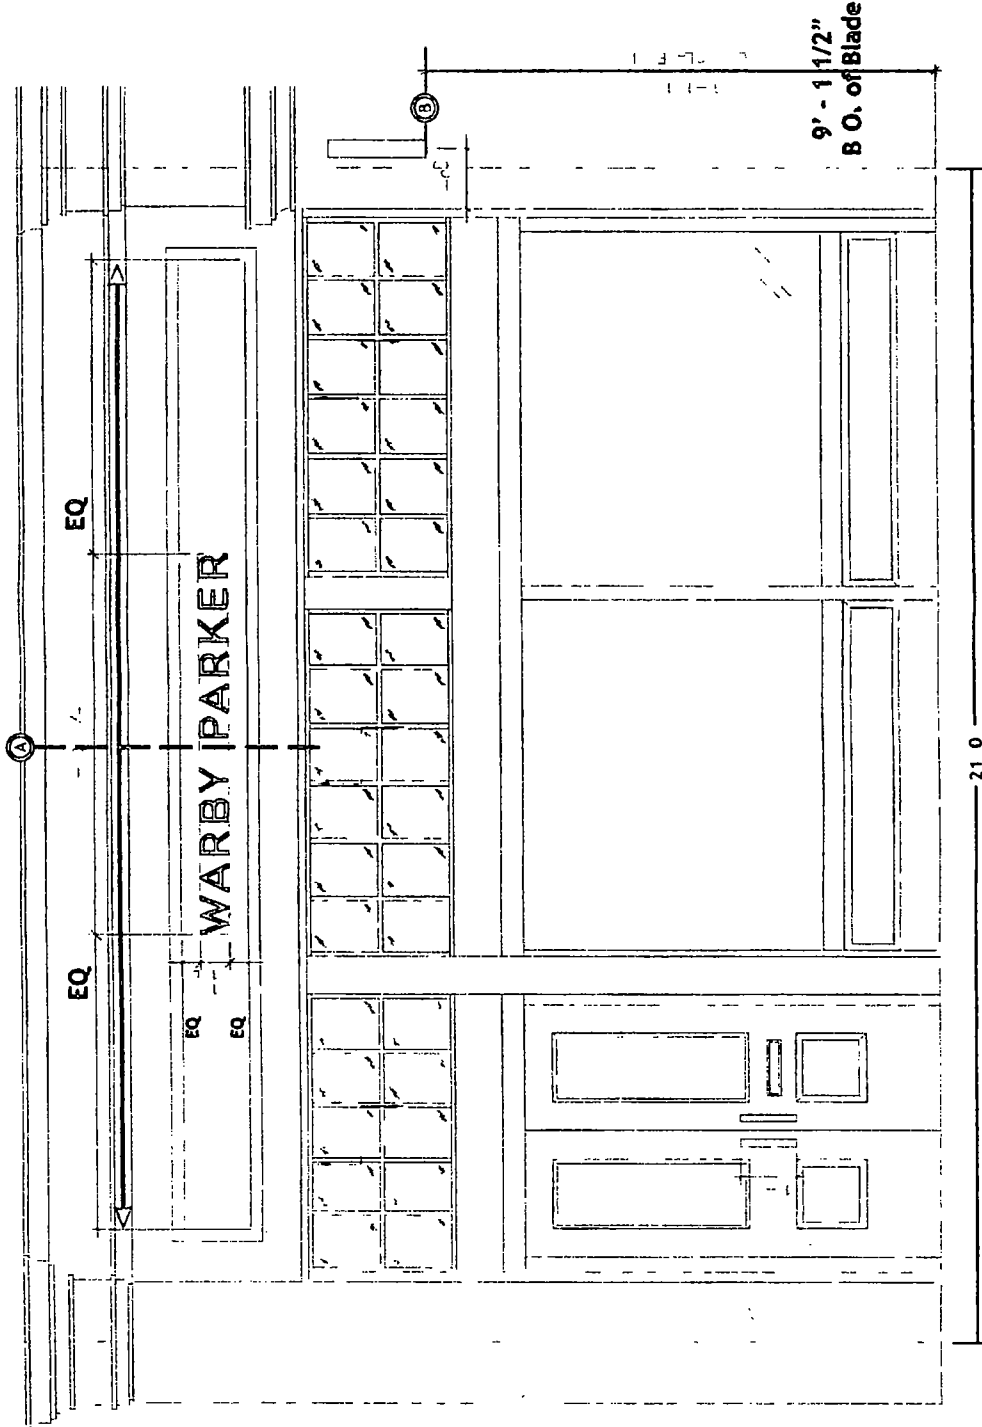 A
EQ
EQ
EQ
EQ
WARBY PARKER
B
9' - 1 1/2"
B O. of Blade
21 0